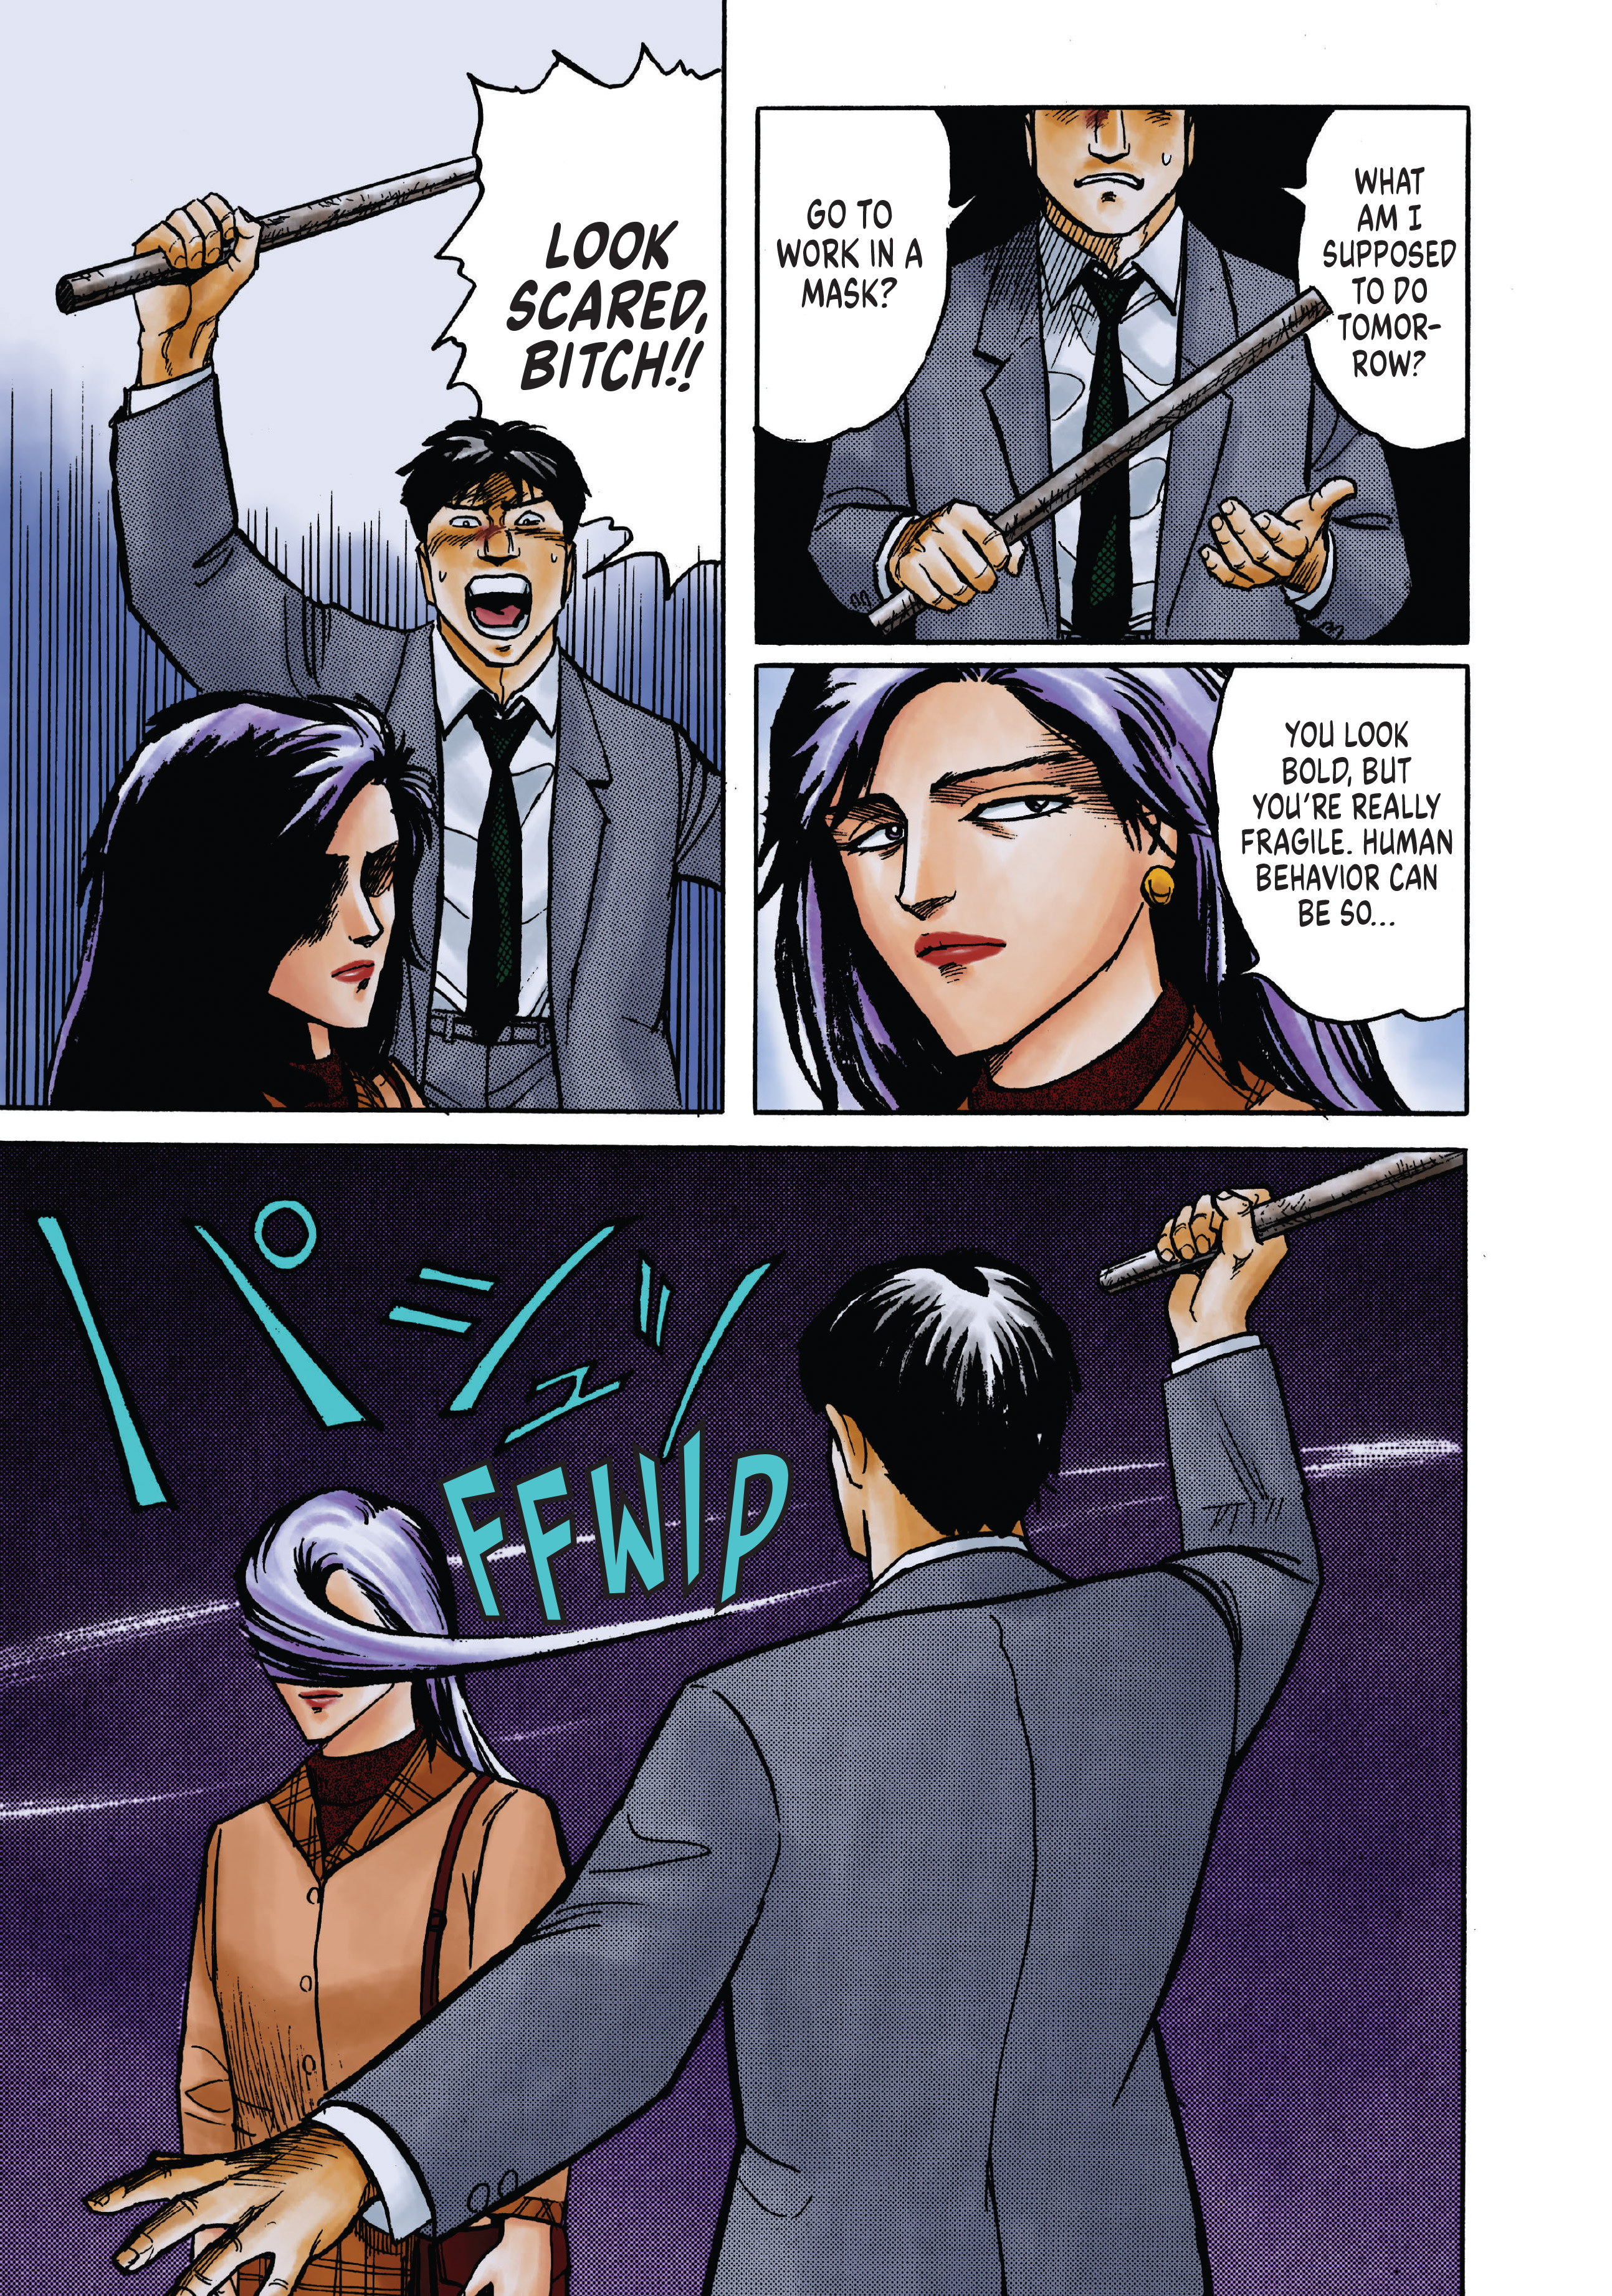 WHAT
AM I
SUPPOSED
TO DO
TOMOR-
ROW?
GO TO
WORK IN A
MASK?
YOU LOOK
BOLD, BUT
YOU'RE REALLY
FRAGILE. HUMAN
BEHAVIOR CAN
BE SO...
LOOK
SCARED,
BITCH!!
パシュッ
FFWIP